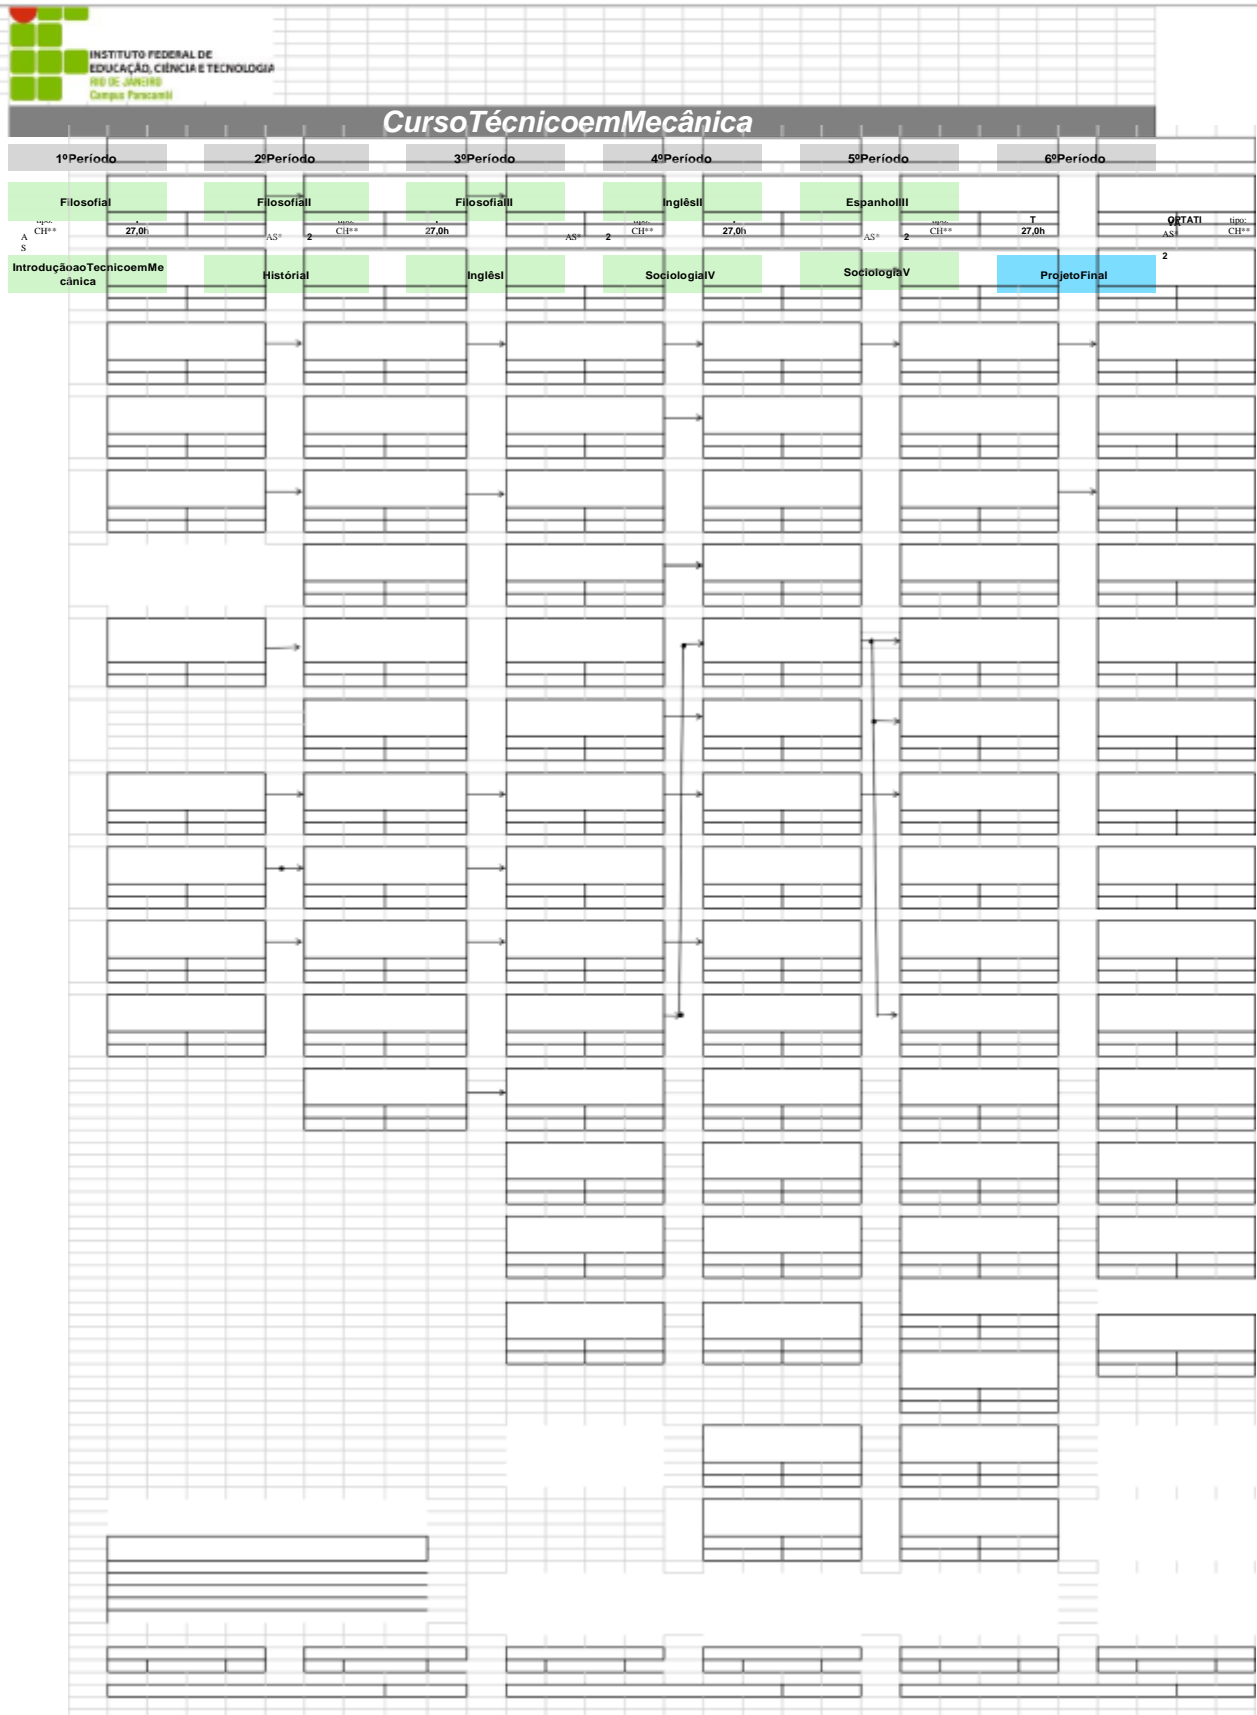 INSTITUTO FEDERAL DE
EDUCAÇÃO, CIÊNCIA E TECNOLOGIA
RIO DE JANEIRO
Campus Paracambi
CursoTécnicoemMecânica
1ºPeríodo 2ºPeríodo 3ºPeríodo 4ºPeríodo 5ºPeríodo 6ºPeríodo
FilosofiaI FilosofiaII FilosofiaIII InglêsII EspanholIII
tipo: T OPTATI tipo:
A CH** 27,0h AS* 2 CH** 27,0h AS* 2 CH** 27,0h AS* 2 CH** 27,0h AS* CH**
S
2
IntroduçãoaoTecnicoemMe
cânica HistóriaI InglêsI SociologiaIV SociologiaV ProjetoFinal